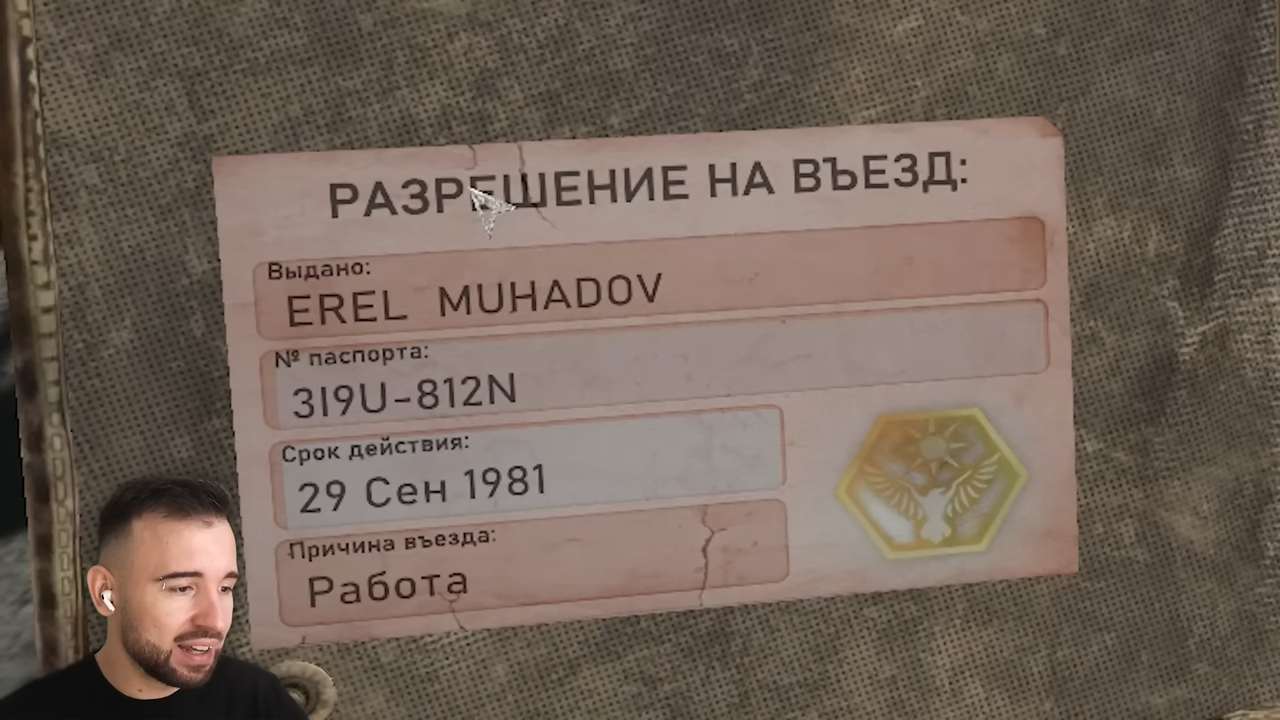 РАЗРЕШЕНИЕ НА ВЪЕЗД:
Выдано:
EREL MUHADOV
№ паспорта:
3I9U-812N
Срок действия:
29 Сен 1981
Причина въезда:
Работа